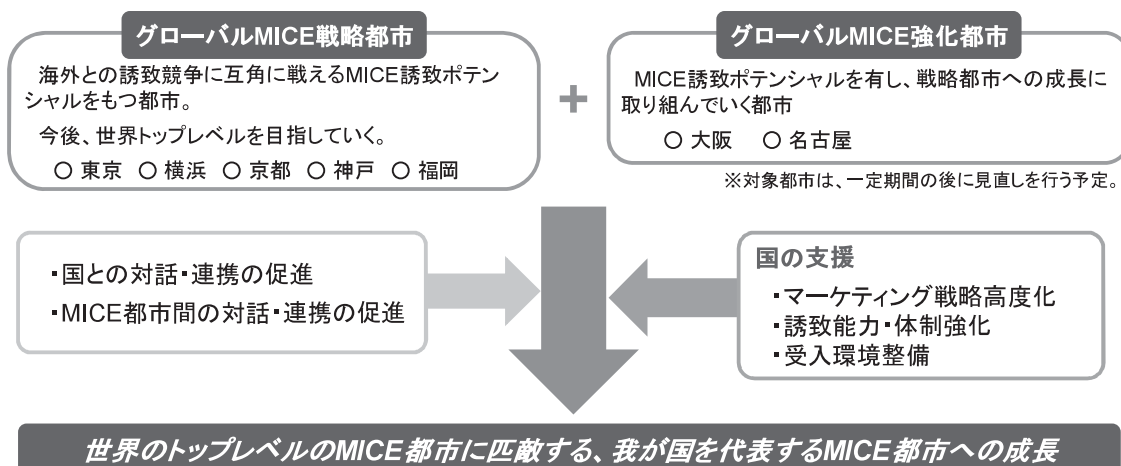 グローバルMICE戦略都市
海外との誘致競争に互角に戦えるMICE誘致ポテン
シャルをもつ都市。
今後、世界トップレベルを目指していく。
○ 東京 ○ 横浜 ○ 京都 ○ 神戸 ○ 福岡
+
グローバルMICE強化都市
MICE誘致ポテンシャルを有し、戦略都市への成長に
取り組んでいく都市
○ 大阪 ○ 名古屋
※対象都市は、一定期間の後に見直しを行う予定。
・国との対話・連携の促進
・MICE都市間の対話・連携の促進
国の支援
・マーケティング戦略高度化
・誘致能力・体制強化
・受入環境整備
世界のトップレベルのMICE都市に匹敵する、我が国を代表するMICE都市への成長